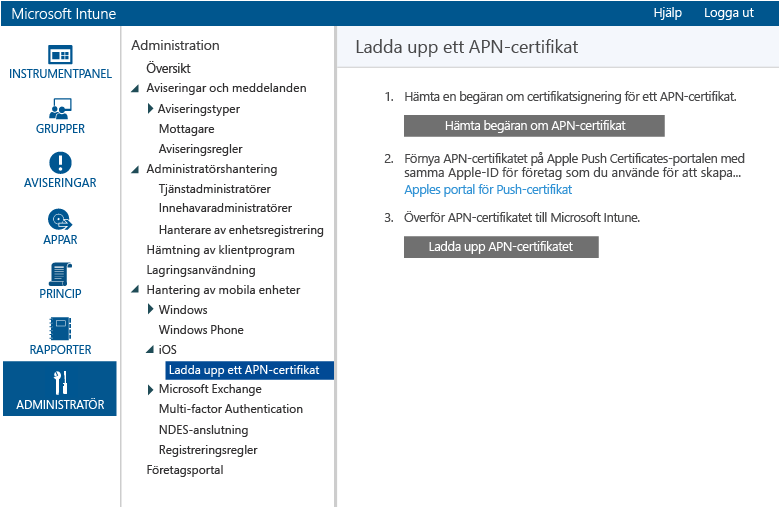 Microsoft Intune
Hjälp
Logga ut
INSTRUMENTPANEL
GRUPPER
AVISERINGAR
APPAR
PRINCIP
RAPPORTER
ADMINISTRATÖR
Administration
Översikt
Aviseringar och meddelanden
Aviseringstyper
Mottagare
Aviseringsregler
Administratörshantering
Tjänstadministratörer
Innehavaradministratörer
Hanterare av enhetsregistrering
Hämtning av klientprogram
Lagringsanvändning
Hantering av mobila enheter
Windows
Windows Phone
iOS
Ladda upp ett APN-certifikat
Microsoft Exchange
Multi-factor Authentication
NDES-anslutning
Registreringsregler
Företagsportal
Ladda upp ett APN-certifikat
1. Hämta en begäran om certifikatsignering för ett APN-certifikat.
Hämta begäran om APN-certifikat
2. Förnya APN-certifikatet på Apple Push Certificates-portalen med
samma Apple-ID för företag som du använde för att skapa...
Apples portal för Push-certifikat
3. Överför APN-certifikatet till Microsoft Intune.
Ladda upp APN-certifikatet